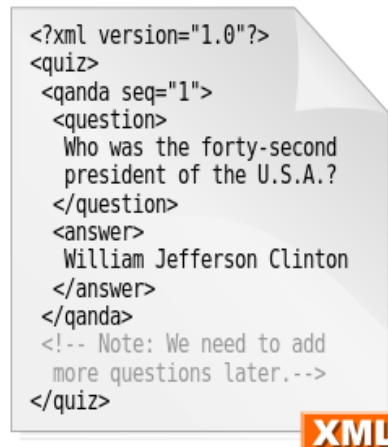 <?xml version="1.0"?>
<quiz>
<qanda seq="1">
<question>
Who was the forty-second
president of the U.S.A.?
</question>
<answer>
William Jefferson Clinton
</answer>
</qanda>
<!-- Note: We need to add
more questions later.-->
</quiz>
XML